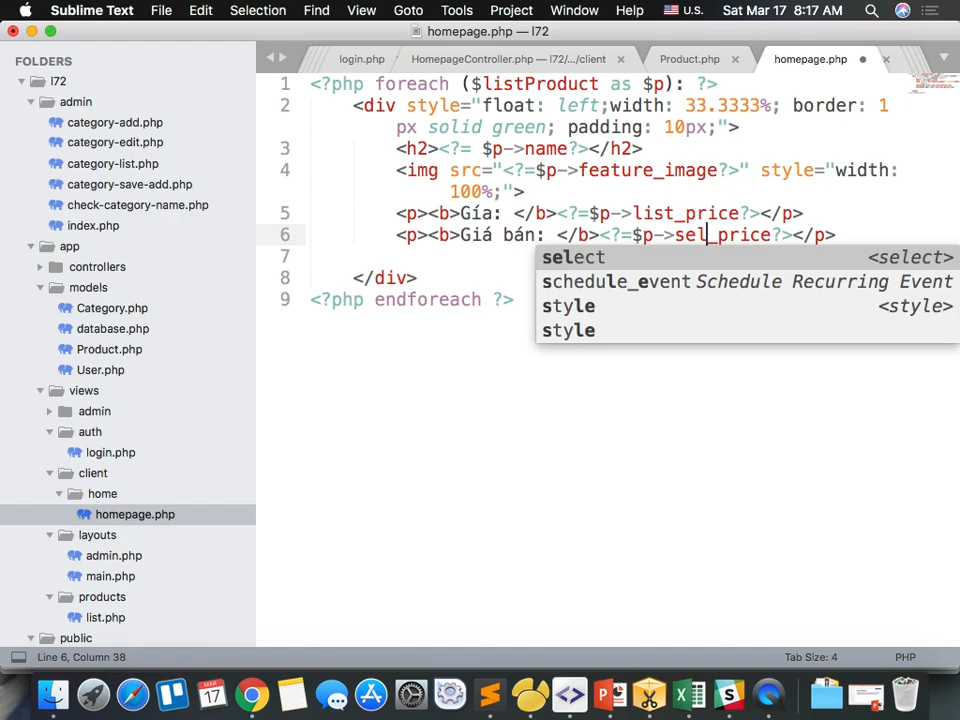 Sublime Text File Edit Selection Find View Goto Tools Project Window Help U.S. Sat Mar 17 8:17 AM
homepage.php — l72
login.php HomepageController.php — l72/.../client Product.php homepage.php
FOLDERS
l72
admin
category-add.php
category-edit.php
category-list.php
category-save-add.php
check-category-name.php
index.php
app
controllers
models
Category.php
database.php
Product.php
User.php
views
admin
auth
login.php
client
home
homepage.php
layouts
admin.php
main.php
products
list.php
public
1 <?php foreach ($listProduct as $p): ?>
2 <div style="float: left;width: 33.3333%; border: 1
px solid green; padding: 10px;">
3 <h2><?= $p->name?></h2>
4 <img src="<?=$p->feature_image?>" style="width:
100%;">
5 <p><b>Gía: </b><?=$p->list_price?></p>
6 <p><b>Giá bán: </b><?=$p->sel_price?></p>
7
8 </div>
9 <?php endforeach ?>
select <select>
schedule_event Schedule Recurring Event
style <style>
style
Line 6, Column 38 Tab Size: 4 PHP
MAR
17